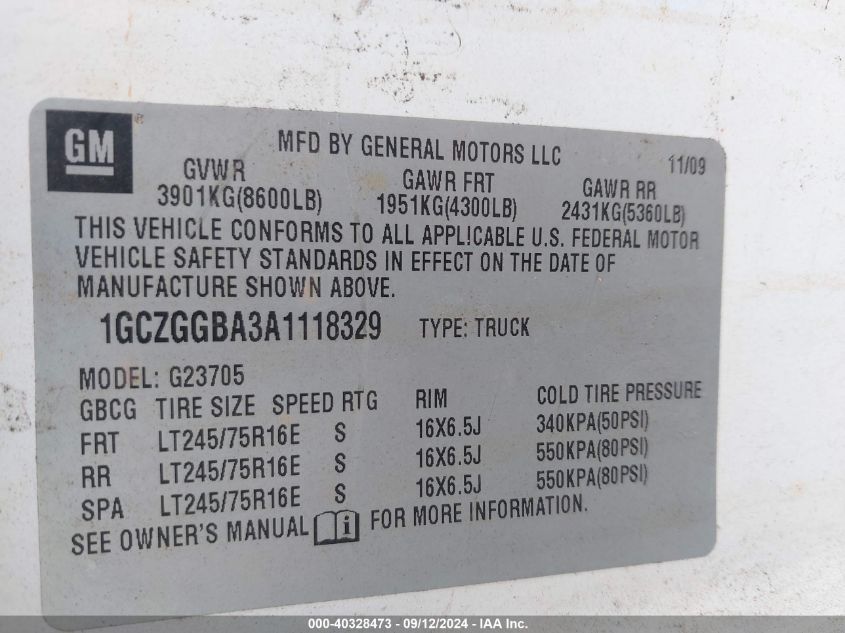 GM
MFD BY GENERAL MOTORS LLC
11/09
GVWR GAWR FRT GAWR RR
3901KG(8600LB) 1951KG(4300LB) 2431KG(5360LB)
THIS VEHICLE CONFORMS TO ALL APPLICABLE U.S. FEDERAL MOTOR
VEHICLE SAFETY STANDARDS IN EFFECT ON THE DATE OF
MANUFACTURE SHOWN ABOVE.
1GCZGGBA3A1118329 TYPE: TRUCK
MODEL: G23705
GBCG TIRE SIZE SPEED RTG RIM COLD TIRE PRESSURE
FRT LT245/75R16E S 16X6.5J 340KPA(50PSI)
RR LT245/75R16E S 16X6.5J 550KPA(80PSI)
SPA LT245/75R16E S 16X6.5J 550KPA(80PSI)
SEE OWNER'S MANUAL i FOR MORE INFORMATION.
000-40328473 - 09/12/2024 - IAA Inc.